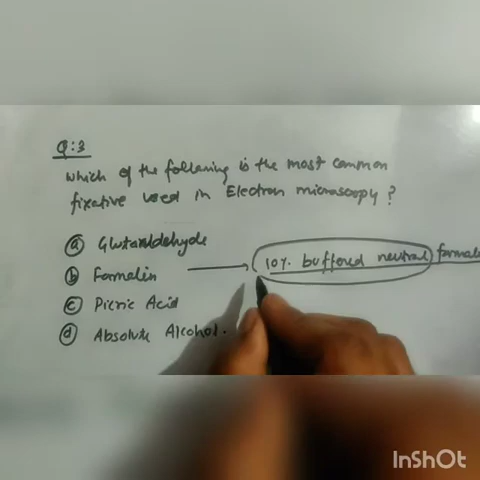 Q:3
Which of the following is the most common
fixative used in Electron microscopy?
(a) Glutaraldehyde
(b) Formalin → (10%. buffered neutral) formal
(c) Picric Acid
(d) Absolute Alcohol.
InShOt